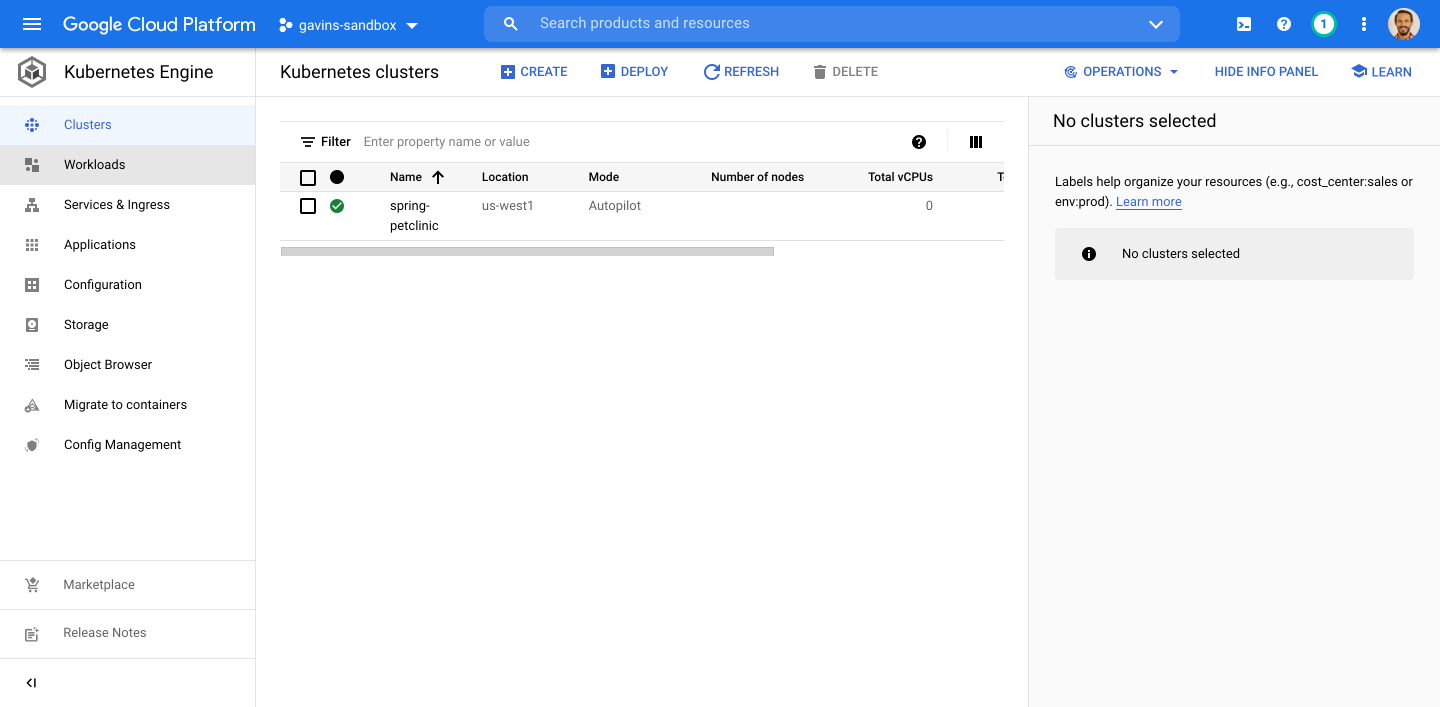 Google Cloud Platform
gavins-sandbox
Search products and resources
1
Kubernetes Engine
Kubernetes clusters
CREATE
DEPLOY
REFRESH
DELETE
OPERATIONS
HIDE INFO PANEL
LEARN
Clusters
Workloads
Services & Ingress
Applications
Configuration
Storage
Object Browser
Migrate to containers
Config Management
Marketplace
Release Notes
Filter Enter property name or value
Name Location Mode Number of nodes Total vCPUs
spring-
petclinic
us-west1 Autopilot 0
No clusters selected
Labels help organize your resources (e.g., cost_center:sales or
env:prod). Learn more
No clusters selected